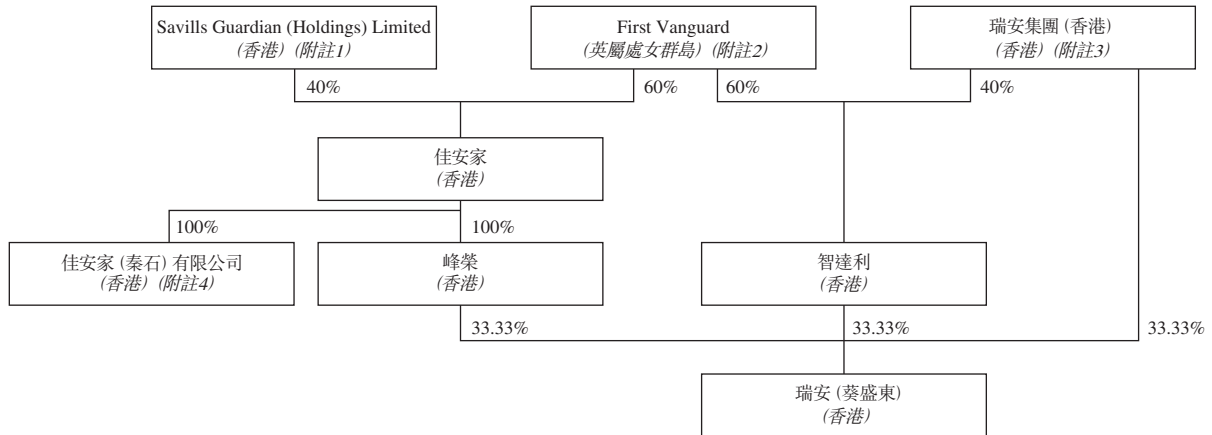 Savills Guardian (Holdings) Limited
(香港) (附註1)
First Vanguard
(英屬處女群島) (附註2)
瑞安集團 (香港)
(香港) (附註3)
40%
60%
60%
40%
佳安家
(香港)
100%
100%
佳安家 (秦石) 有限公司
(香港) (附註4)
峰榮
(香港)
智達利
(香港)
33.33%
33.33%
33.33%
瑞安 (葵盛東)
(香港)